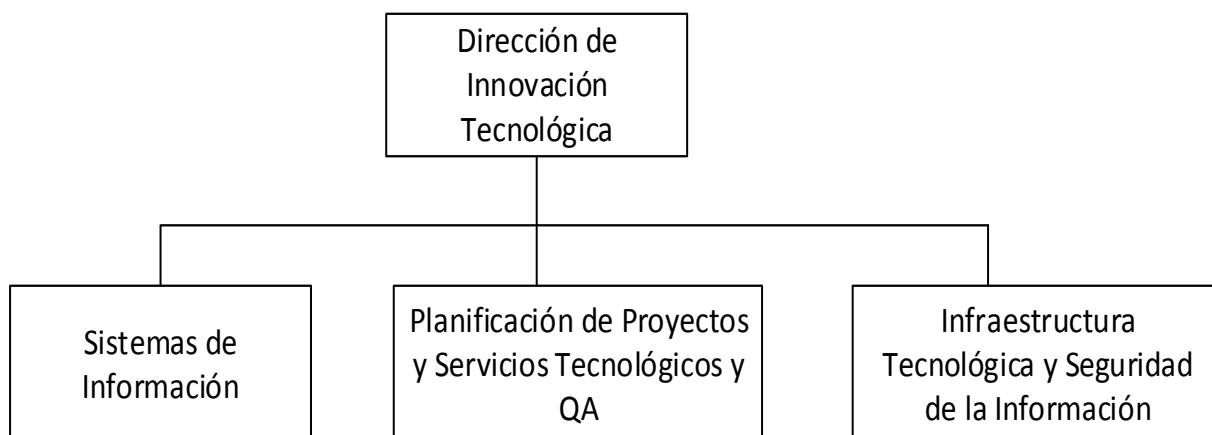 Dirección de
Innovación
Tecnológica
Sistemas de
Información
Planificación de Proyectos
y Servicios Tecnológicos y
QA
Infraestructura
Tecnológica y Seguridad
de la Información